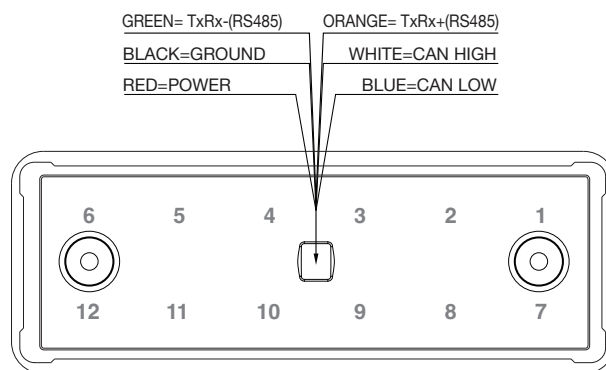 GREEN= TxRx-(RS485) ORANGE= TxRx+(RS485)
BLACK=GROUND WHITE=CAN HIGH
RED=POWER BLUE=CAN LOW
6 5 4 3 2 1
12 11 10 9 8 7